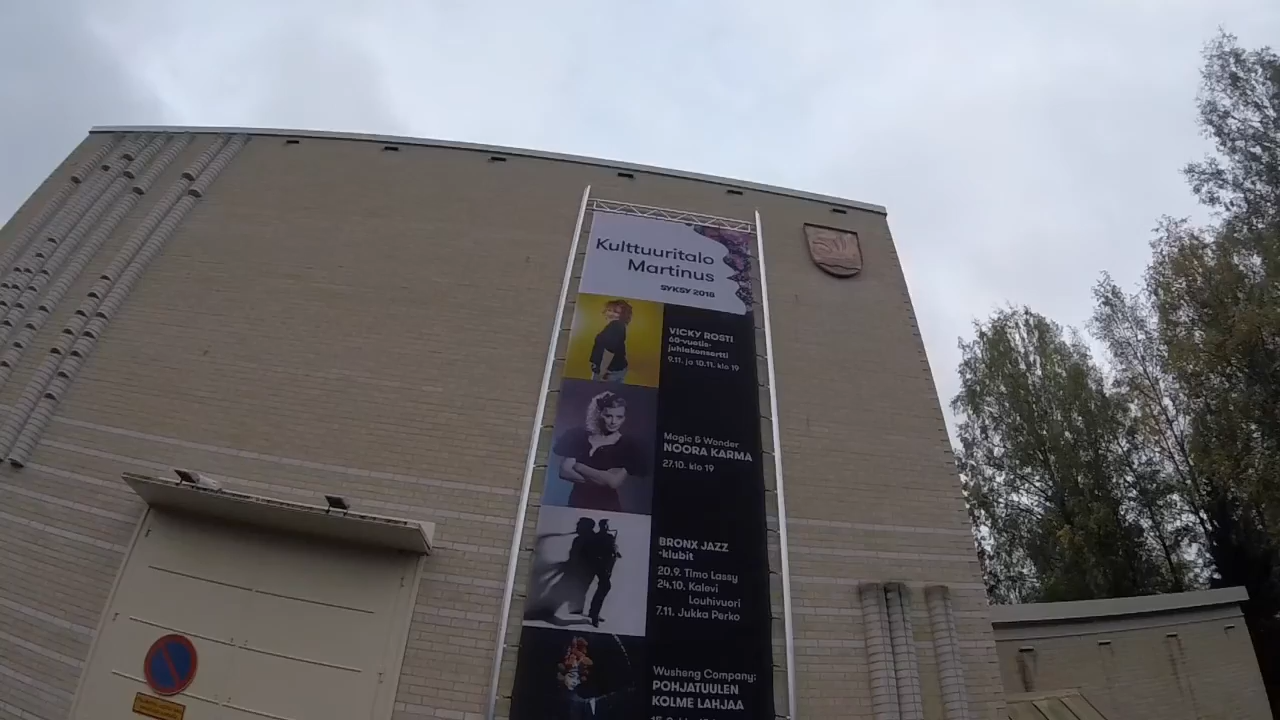 Kulttuuritalo
Martinus
SYKSY 2018
VICKY ROSTI
60-vuotis-
juhlakonsertti
9.11. ja 10.11. klo 19
Magic & Wonder
NOORA KARMA
27.10. klo 19
BRONX JAZZ
-klubit
20.9. Timo Lassy
24.10. Kalevi
Louhivuori
7.11. Jukka Perko
Wusheng Company:
POHJATUULEN
KOLME LAHJAA